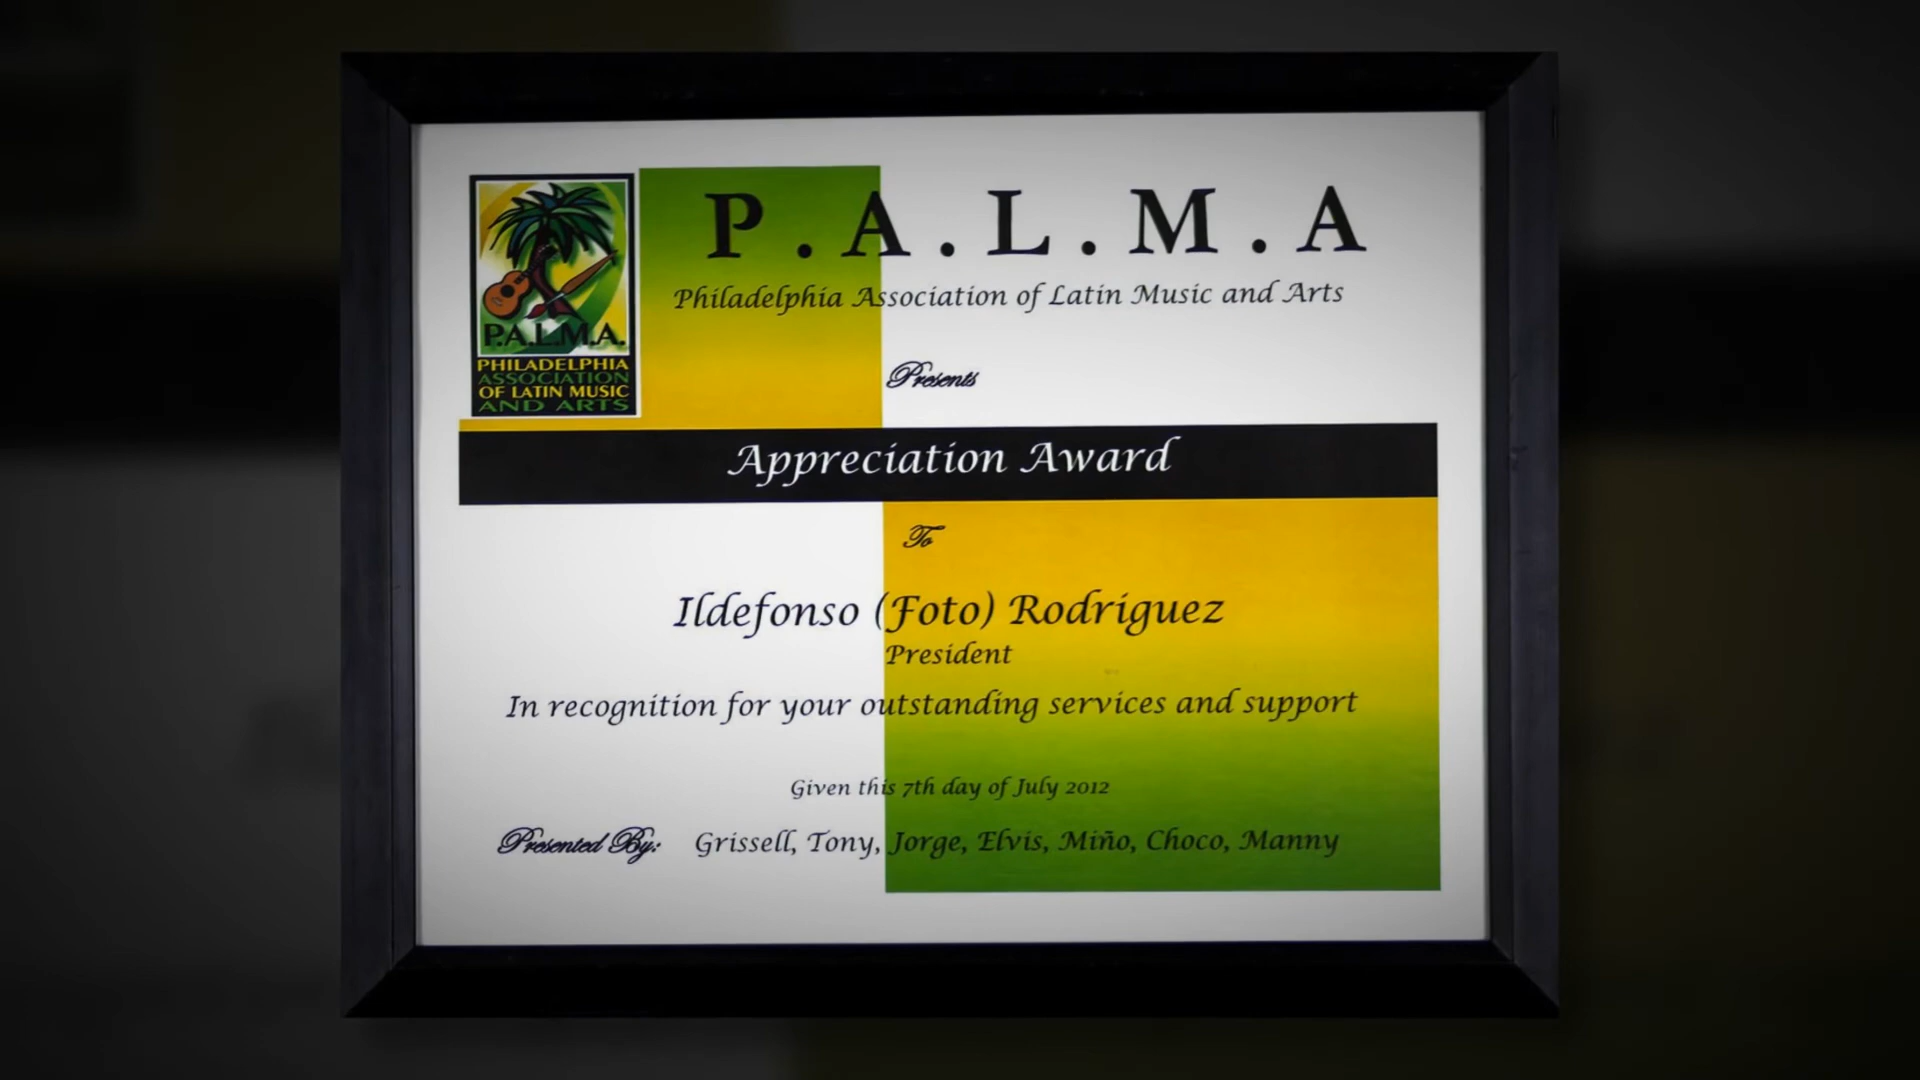 P.A.L.M.A
Philadelphia Association of Latin Music and Arts
P.A.L.M.A.
PHILADELPHIA
ASSOCIATION
OF LATIN MUSIC
AND ARTS
Presents
Appreciation Award
To
Ildefonso (Foto) Rodriguez
President
In recognition for your outstanding services and support
Given this 7th day of July 2012
Presented By: Grissell, Tony, Jorge, Elvis, Miño, Choco, Manny